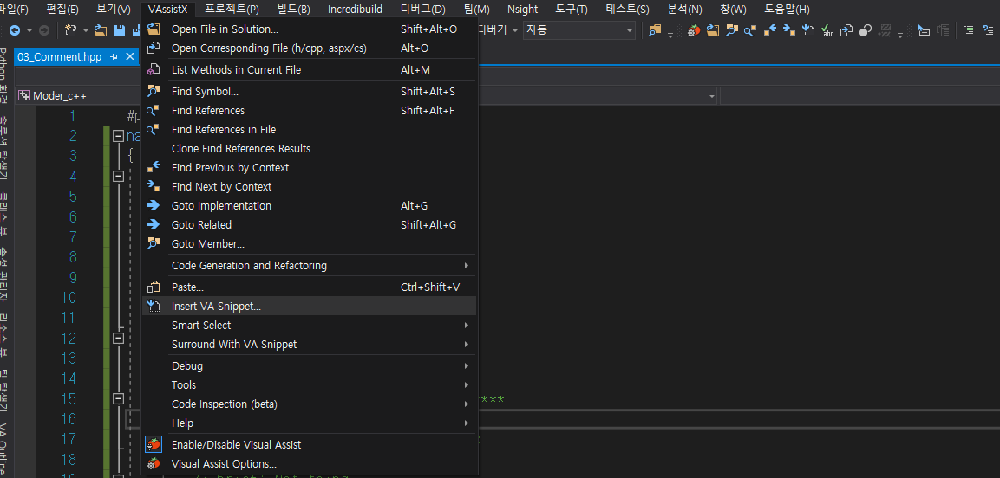 파일(F) 편집(E) 보기(V) VAssistX 프로젝트(P) 빌드(B) Incredibuild 디버그(D) 팀(M) Nsight 도구(T) 테스트(S) 분석(N) 창(W) 도움말(H)
디버거 자동
03_Comment.hpp
Moder_c++
Open File in Solution... Shift+Alt+O
Open Corresponding File (h/cpp, aspx/cs) Alt+O
List Methods in Current File Alt+M
Find Symbol... Shift+Alt+S
Find References Shift+Alt+F
Find References in File
Clone Find References Results
Find Previous by Context
Find Next by Context
Goto Implementation Alt+G
Goto Related Shift+Alt+G
Goto Member...
Code Generation and Refactoring
Paste... Ctrl+Shift+V
Insert VA Snippet...
Smart Select
Surround With VA Snippet
Debug
Tools
Code Inspection (beta)
Help
Enable/Disable Visual Assist
Visual Assist Options...
1 #p
2 na
3 {
4
5
6
7
8
9
10
11
12
13
14
15 ***
16
17
18
19
Python 환경
솔루션 탐색기
클래스 뷰
속성 관리자
리소스 뷰
팀 탐색기
VA Outline